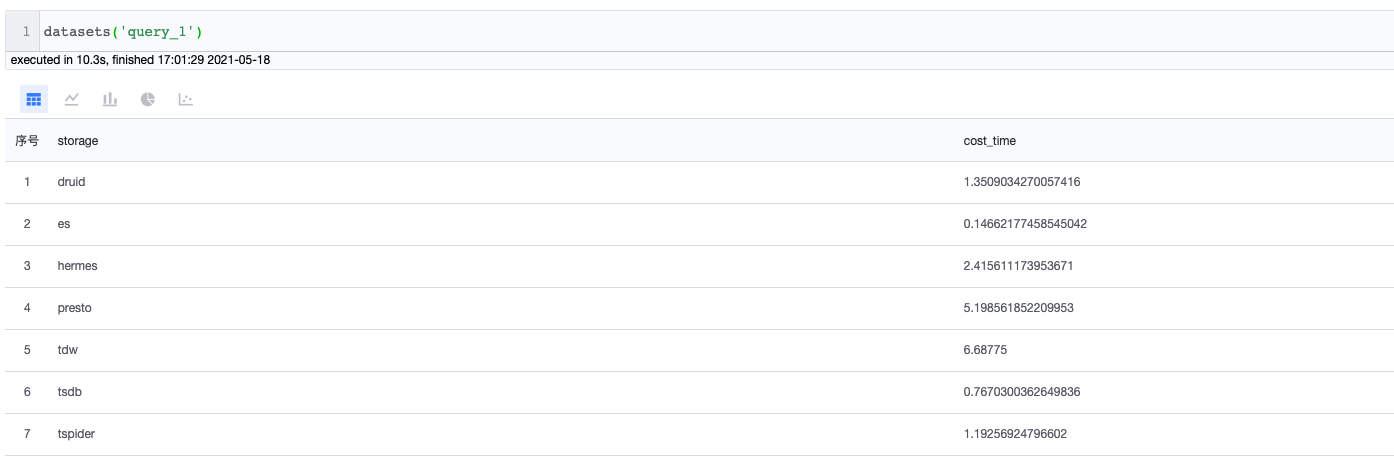 1 datasets('query_1')
executed in 10.3s, finished 17:01:29 2021-05-18
序号 storage cost_time
1 druid 1.3509034270057416
2 es 0.14662177458545042
3 hermes 2.415611173953671
4 presto 5.198561852209953
5 tdw 6.68775
6 tsdb 0.7670300362649836
7 tspider 1.19256924796602